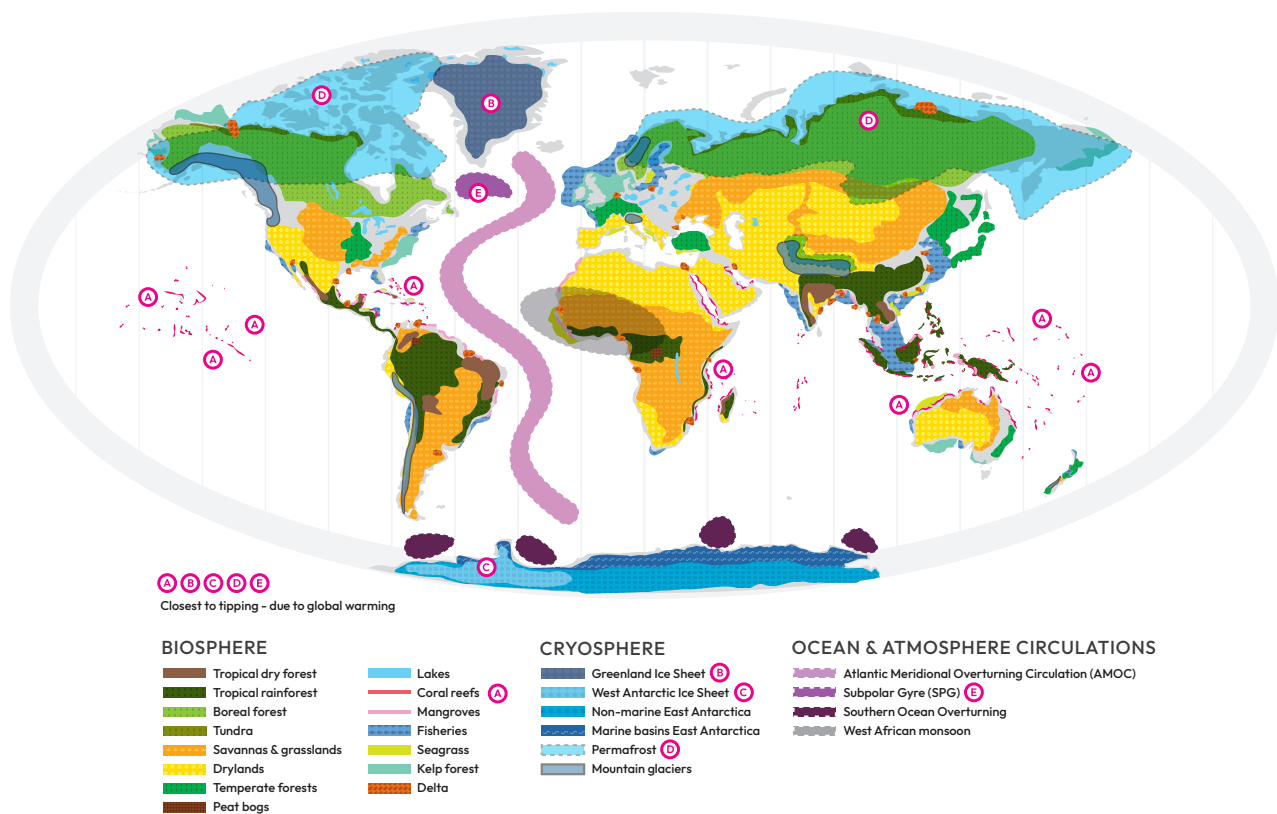 D
B
D
E
A
A
A
A
A
A
A
A
C
A B C D E
Closest to tipping - due to global warming
BIOSPHERE
Tropical dry forest
Tropical rainforest
Boreal forest
Tundra
Savannas & grasslands
Drylands
Temperate forests
Peat bogs
Lakes
Coral reefs A
Mangroves
Fisheries
Seagrass
Kelp forest
Delta
CRYOSPHERE
Greenland Ice Sheet B
West Antarctic Ice Sheet C
Non-marine East Antarctica
Marine basins East Antarctica
Permafrost D
Mountain glaciers
OCEAN & ATMOSPHERE CIRCULATIONS
Atlantic Meridional Overturning Circulation (AMOC)
Subpolar Gyre (SPG) E
Southern Ocean Overturning
West African monsoon